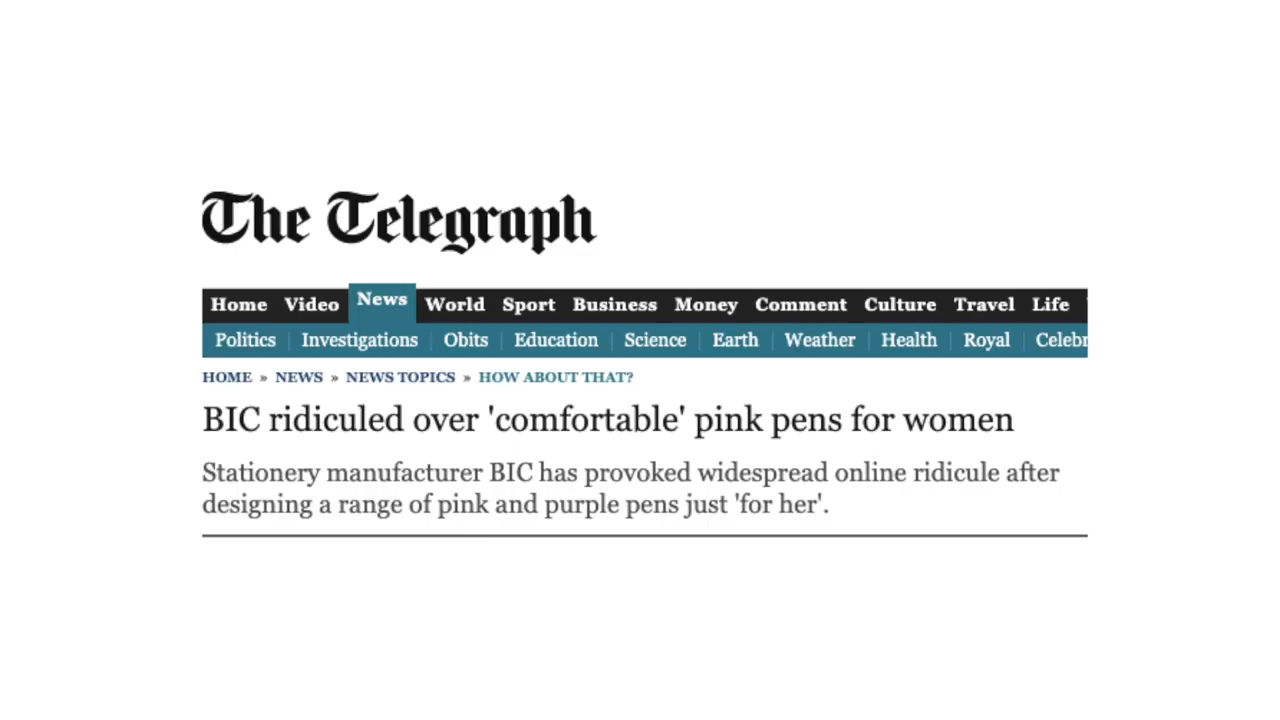 The Telegraph
Home Video News World Sport Business Money Comment Culture Travel Life
Politics Investigations Obits Education Science Earth Weather Health Royal Celebr
HOME » NEWS » NEWS TOPICS » HOW ABOUT THAT?
BIC ridiculed over 'comfortable' pink pens for women
Stationery manufacturer BIC has provoked widespread online ridicule after
designing a range of pink and purple pens just 'for her'.